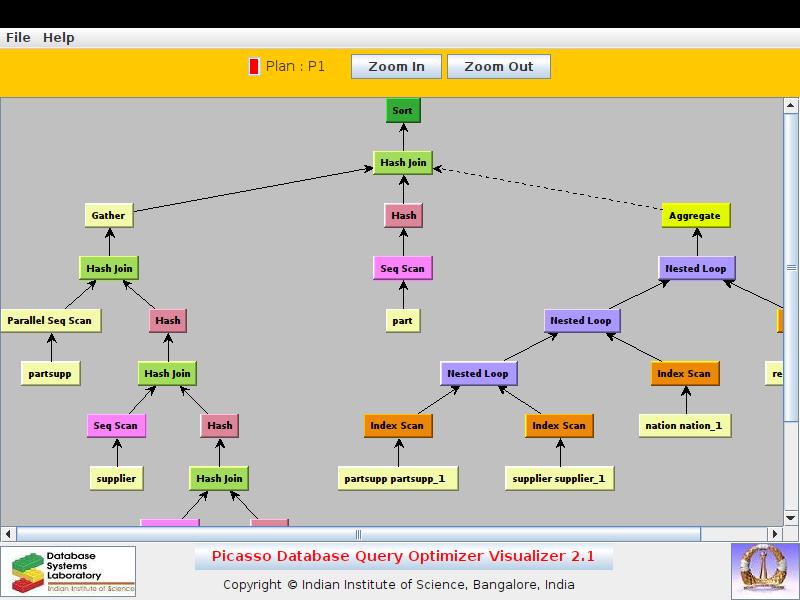 File Help
Plan : P1 Zoom In Zoom Out
Sort
Hash Join
Gather Hash Aggregate
Hash Join Seq Scan Nested Loop
Parallel Seq Scan Hash part Nested Loop
partsupp Hash Join Nested Loop Index Scan re
Seq Scan Hash Index Scan Index Scan nation nation_1
supplier Hash Join partsupp partsupp_1 supplier supplier_1
Database
Systems
Laboratory
Indian Institute of Science
Picasso Database Query Optimizer Visualizer 2.1
Copyright © Indian Institute of Science, Bangalore, India